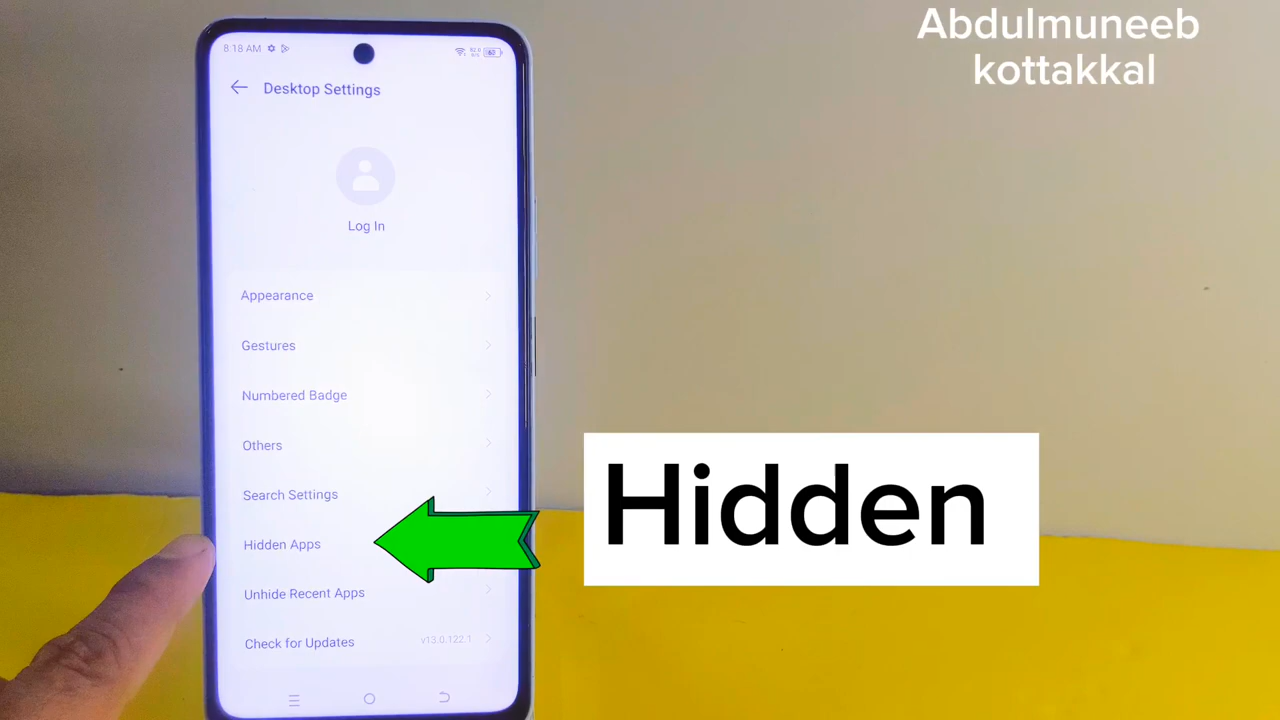 Abdulmuneeb
kottakkal
8:18 AM
Desktop Settings
Log In
Appearance
Gestures
Numbered Badge
Others
Search Settings
Hidden Apps
Unhide Recent Apps
Check for Updates v13.0.122.1
Hidden